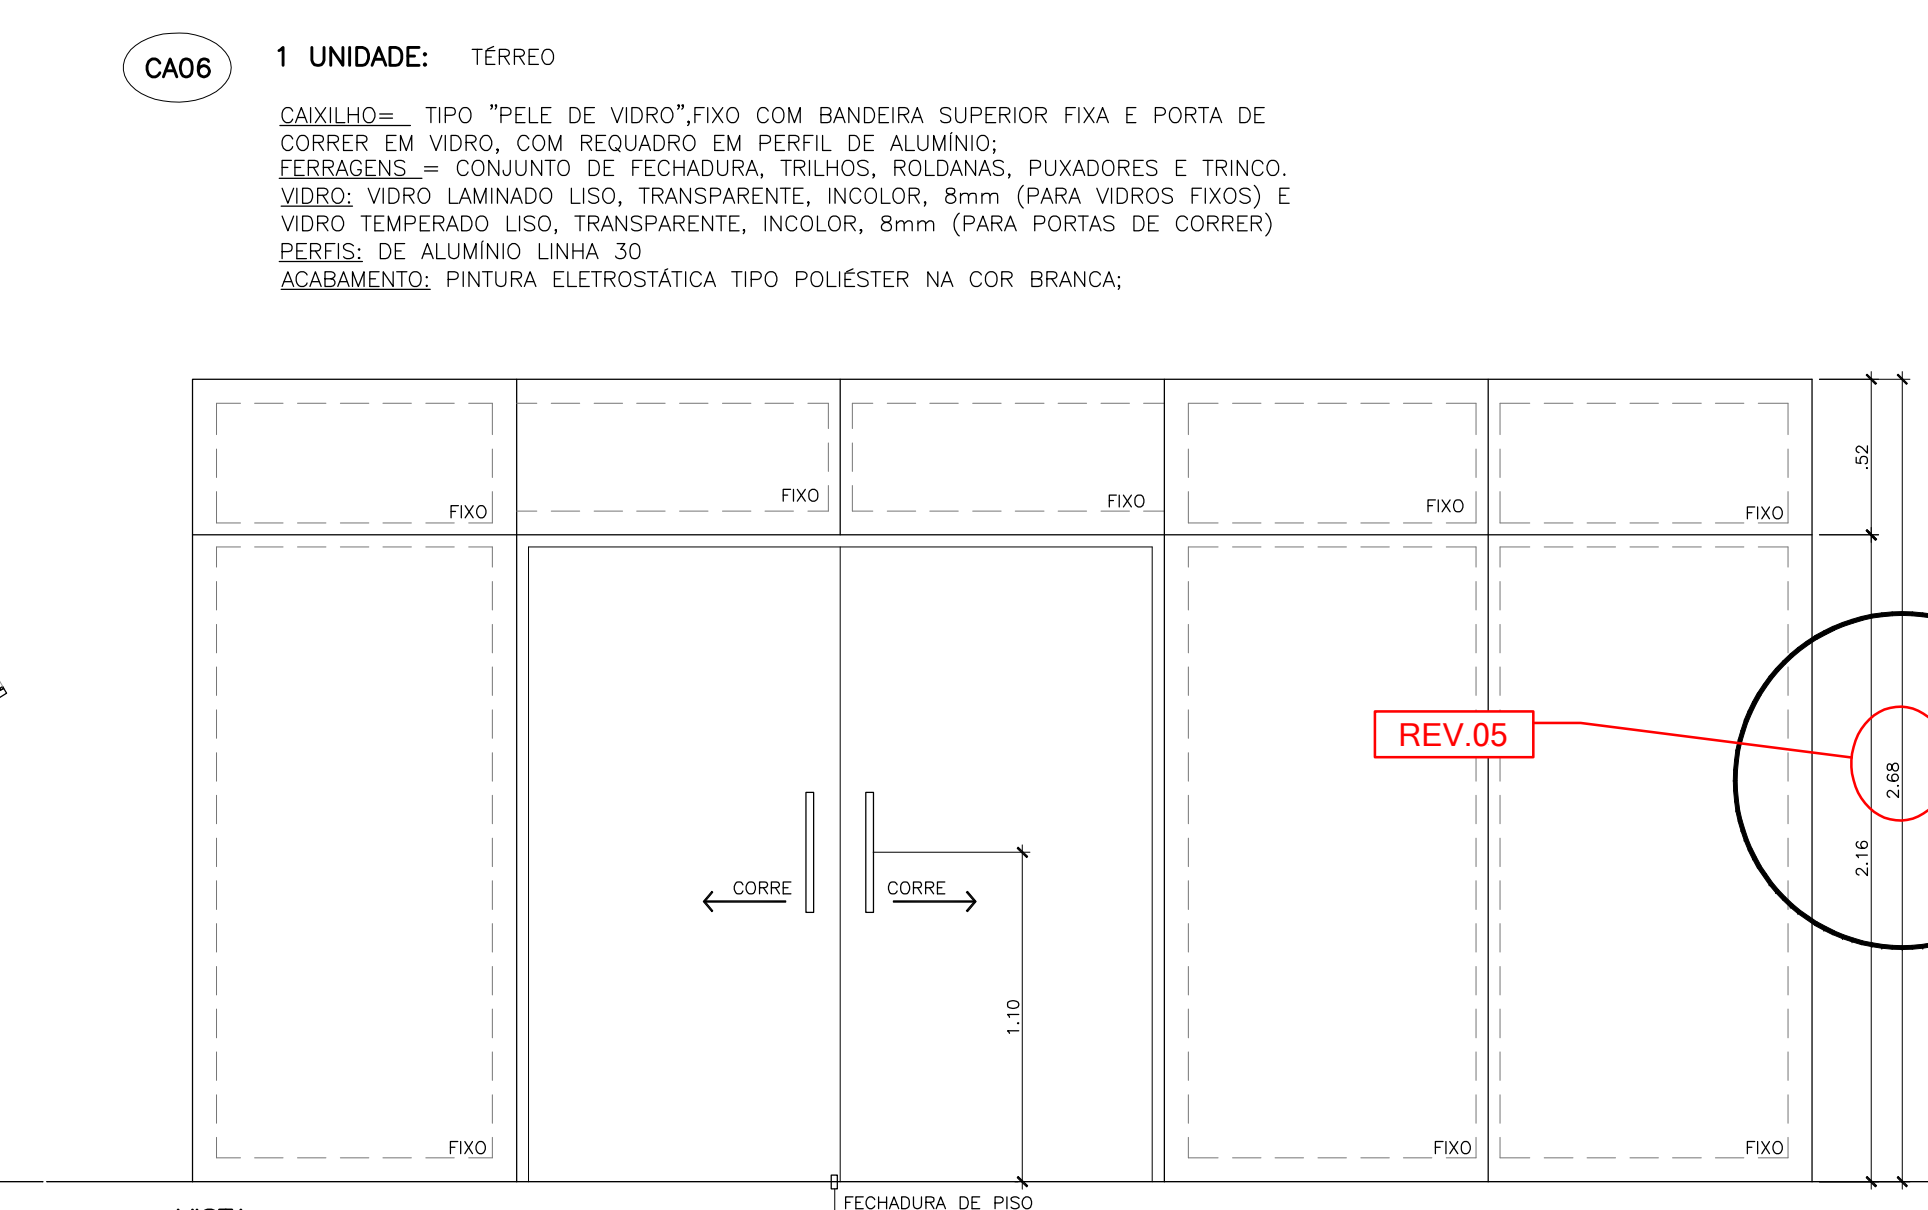 CA06
1 UNIDADE: TÉRREO
CAIXILHO= TIPO "PELE DE VIDRO",FIXO COM BANDEIRA SUPERIOR FIXA E PORTA DE
CORRER EM VIDRO, COM REQUADRO EM PERFIL DE ALUMÍNIO;
FERRAGENS = CONJUNTO DE FECHADURA, TRILHOS, ROLDANAS, PUXADORES E TRINCO.
VIDRO: VIDRO LAMINADO LISO, TRANSPARENTE, INCOLOR, 8mm (PARA VIDROS FIXOS) E
VIDRO TEMPERADO LISO, TRANSPARENTE, INCOLOR, 8mm (PARA PORTAS DE CORRER)
PERFIS: DE ALUMÍNIO LINHA 30
ACABAMENTO: PINTURA ELETROSTÁTICA TIPO POLIÉSTER NA COR BRANCA;
.52
FIXO
FIXO
FIXO
FIXO
FIXO
REV.05
2.68
2.16
CORRE
CORRE
1.10
FIXO
FIXO
FIXO
FECHADURA DE PISO